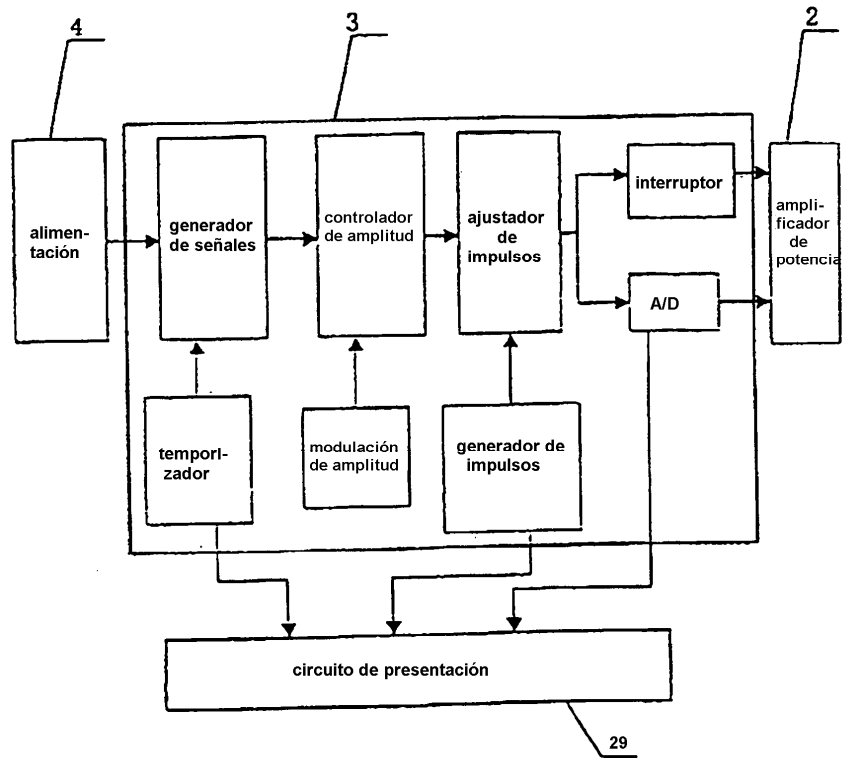 4
3
2
alimen-
tación
generador
de señales
controlador
de amplitud
ajustador
de
impulsos
interruptor
A/D
ampli-
ficador
de
potencia
tempori-
zador
modulación
de amplitud
generador de
impulsos
circuito de presentación
29